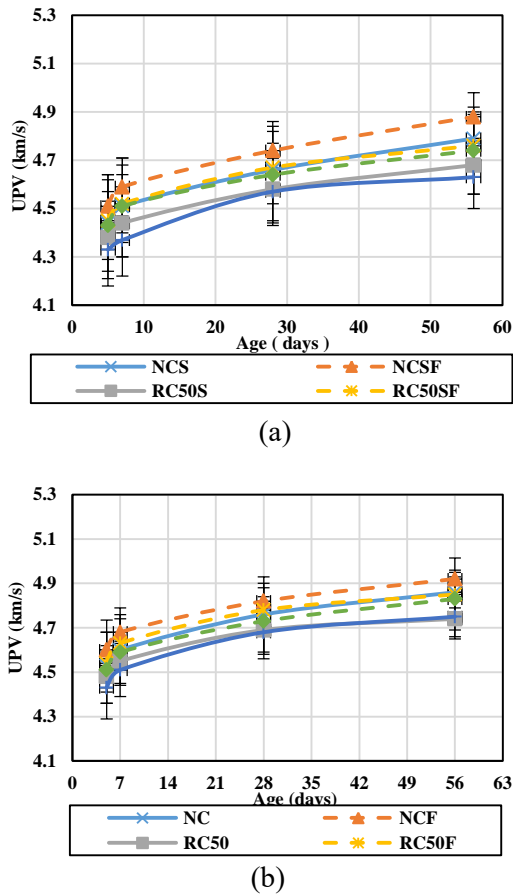 5.3
5.1
4.9
4.7
4.5
4.3
4.1
UPV (km/s)
0 10 20 30 40 50 60
Age ( days )
NCS NCSF
RC50S RC50SF
(a)
5.3
5.1
4.9
4.7
4.5
4.3
4.1
UPV (km/s)
0 7 14 21 28 35 42 49 56 63
Age (days)
NC NCF
RC50 RC50F
(b)